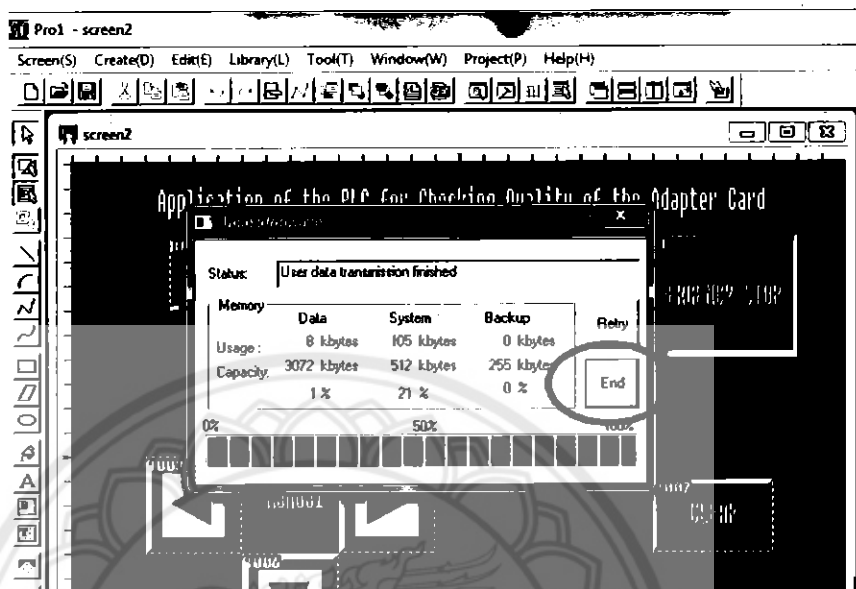 Pro1 - screen2
Screen(S) Create(D) Edit(E) Library(L) Tool(T) Window(W) Project(P) Help(H)
screen2
Application of the PLC for Checking Quality of the Adapter Card
Status: User data transmission finished
Memory
Data System Backup
Usage : 8 kbytes 105 kbytes 0 kbytes
Capacity: 3072 kbytes 512 kbytes 255 kbytes
1 % 21 % 0 %
Retry
End
0% 50% 100%
STOP